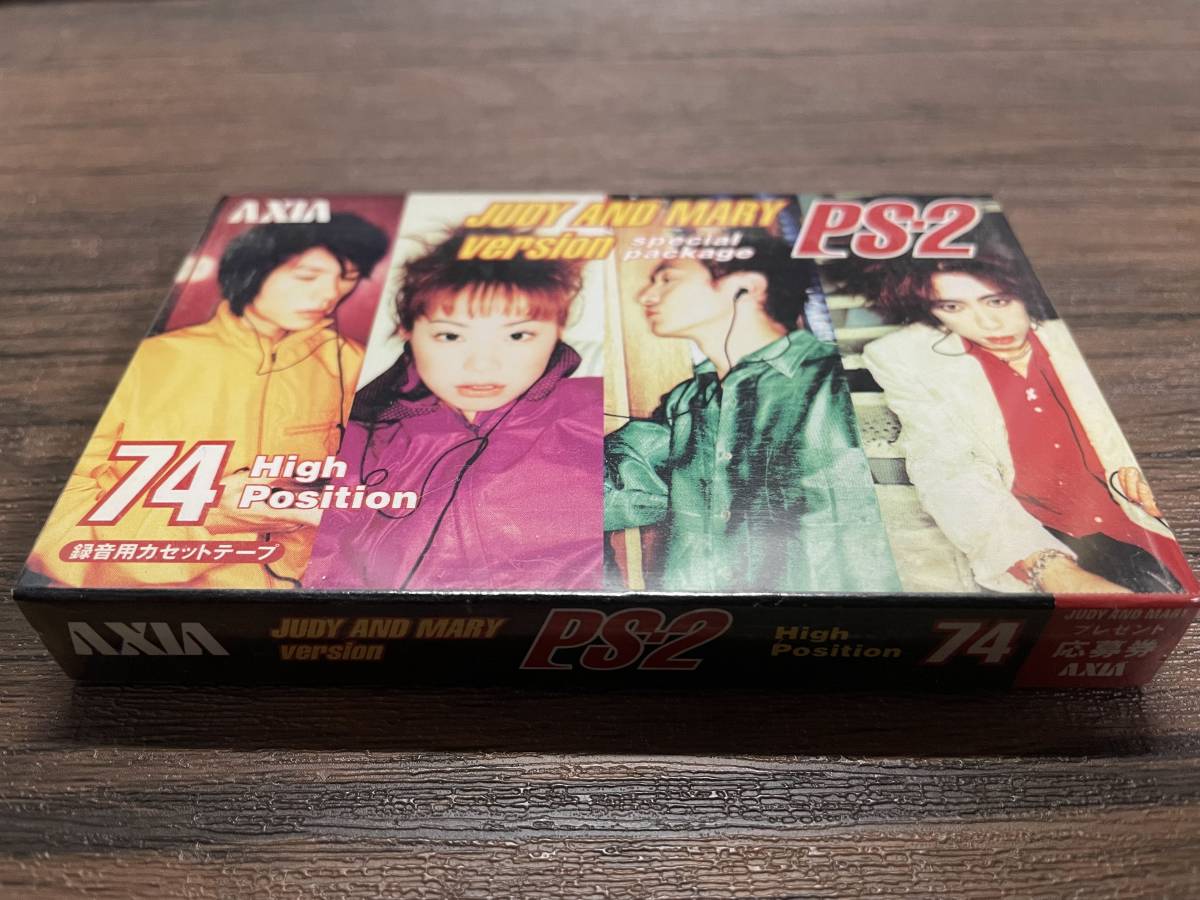 AXIA
JUDY AND MARY
version special package
PS-2
74 High Position
録音用カセットテープ
AXIA
JUDY AND MARY
version
PS-2
High Position
74
JUDY AND MARY
プレゼント
応募券
AXIA